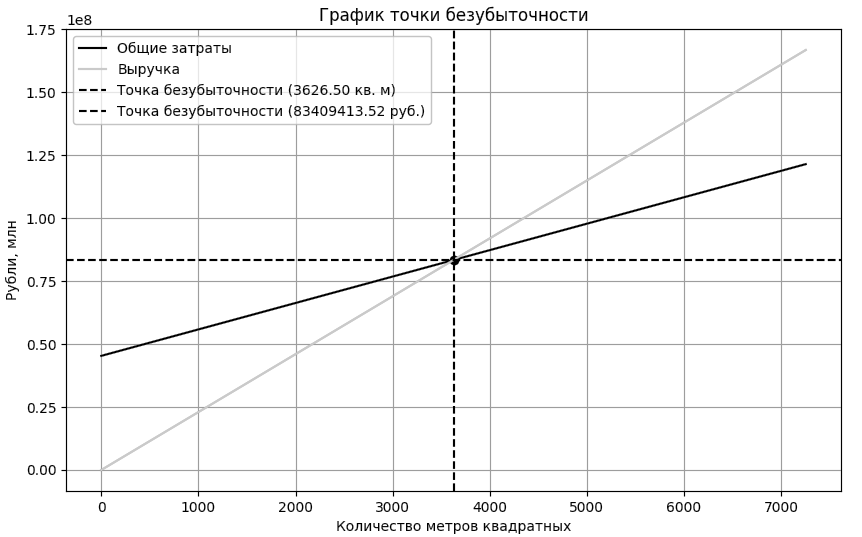 График точки безубыточности
1e8
1.75
1.50
1.25
1.00
0.75
0.50
0.25
0.00
Рубли, млн
Общие затраты
Выручка
Точка безубыточности (3626.50 кв. м)
Точка безубыточности (83409413.52 руб.)
0 1000 2000 3000 4000 5000 6000 7000
Количество метров квадратных